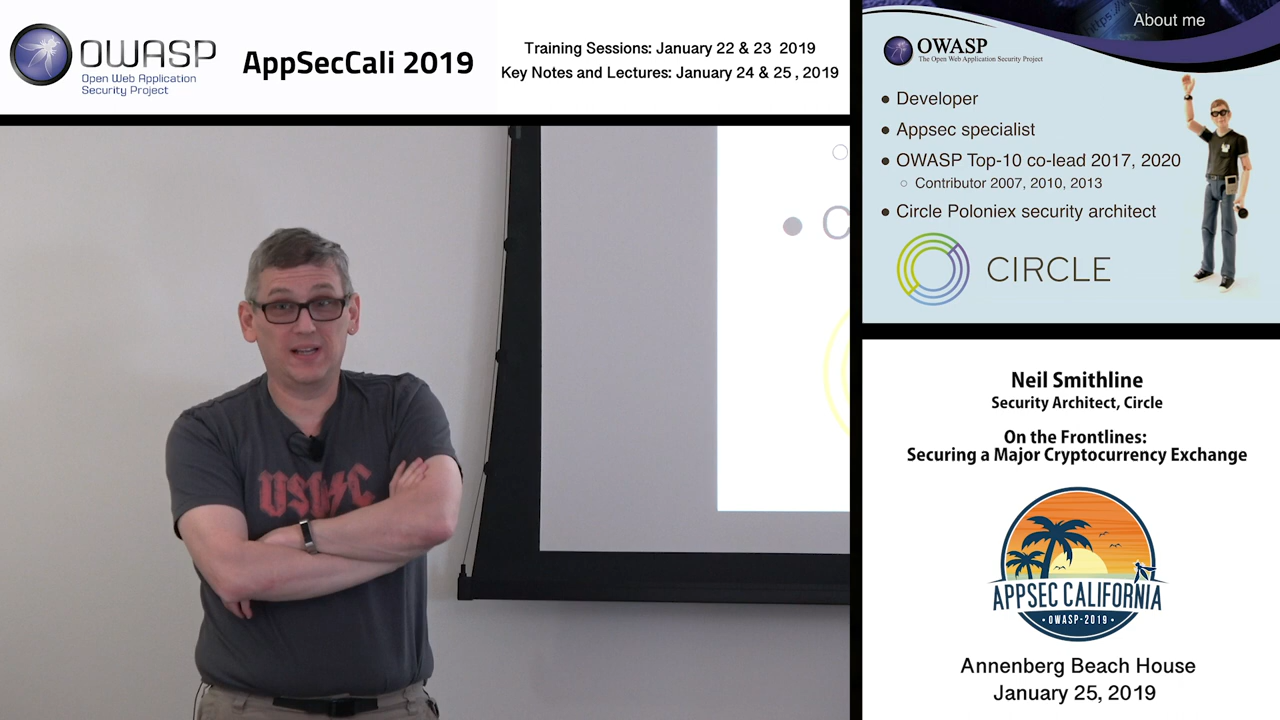 OWASP
Open Web Application
Security Project
AppSecCali 2019
Training Sessions: January 22 & 23 2019
Key Notes and Lectures: January 24 & 25 , 2019
About me
OWASP
The Open Web Application Security Project
● Developer
● Appsec specialist
● OWASP Top-10 co-lead 2017, 2020
○ Contributor 2007, 2010, 2013
● Circle Poloniex security architect
CIRCLE
Neil Smithline
Security Architect, Circle
On the Frontlines:
Securing a Major Cryptocurrency Exchange
APPSEC CALIFORNIA
• OWASP-2019 •
Annenberg Beach House
January 25, 2019
○
● C